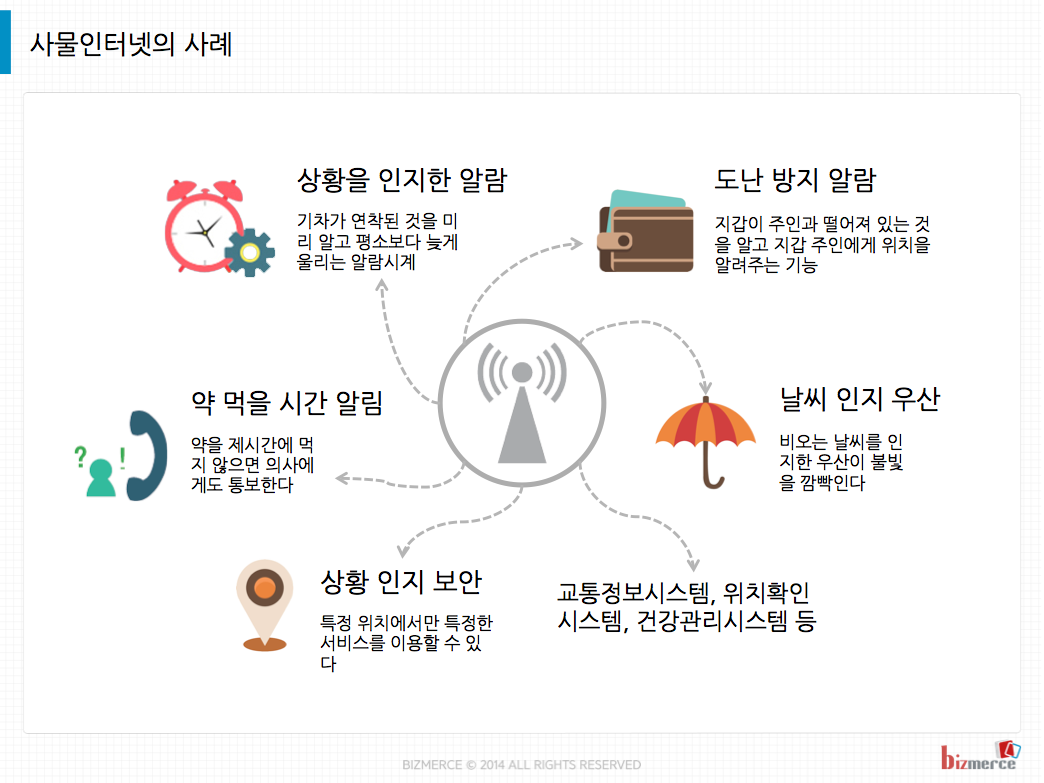 사물인터넷의 사례
상황을 인지한 알람
기차가 연착된 것을 미
리 알고 평소보다 늦게
울리는 알람시계
도난 방지 알람
지갑이 주인과 떨어져 있는 것
을 알고 지갑 주인에게 위치을
알려주는 기능
약 먹을 시간 알림
약을 제시간에 먹
지 않으면 의사에
게도 통보한다
? !
날씨 인지 우산
비오는 날씨를 인
지한 우산이 불빛
을 깜빡인다
상황 인지 보안
특정 위치에서만 특정한
서비스를 이용할 수 있
다
교통정보시스템, 위치확인
시스템, 건강관리시스템 등
BIZMERCE © 2014 ALL RIGHTS RESERVED
bizmerce